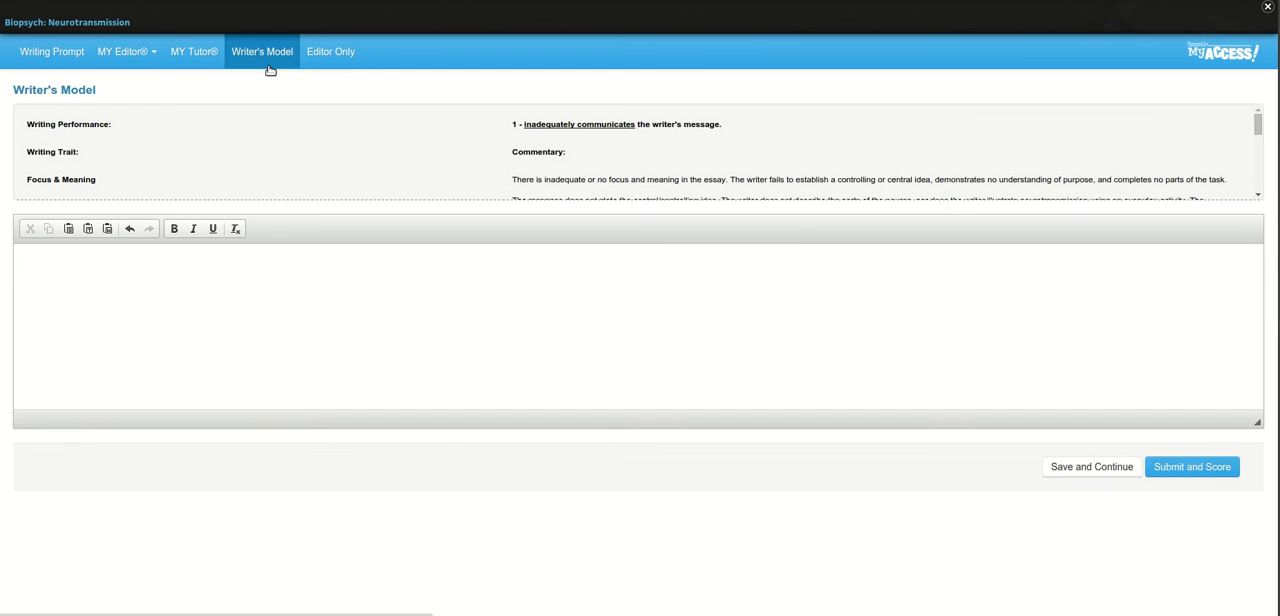 Biopsych: Neurotransmission
Writing Prompt MY Editor® MY Tutor® Writer's Model Editor Only
MY ACCESS!
Writer's Model
Writing Performance: 1 - inadequately communicates the writer's message.
Writing Trait: Commentary:
Focus & Meaning There is inadequate or no focus and meaning in the essay. The writer fails to establish a controlling or central idea, demonstrates no understanding of purpose, and completes no parts of the task.
B I U Tx
Save and Continue Submit and Score